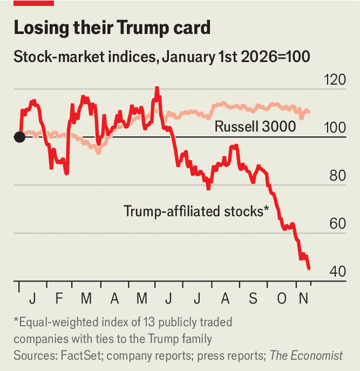 Losing their Trump card
Stock-market indices, January 1st 2026=100
120
Russell 3000
100
80
Trump-affiliated stocks*
60
40
J F M A M J J A S O N
*Equal-weighted index of 13 publicly traded
companies with ties to the Trump family
Sources: FactSet; company reports; press reports; The Economist